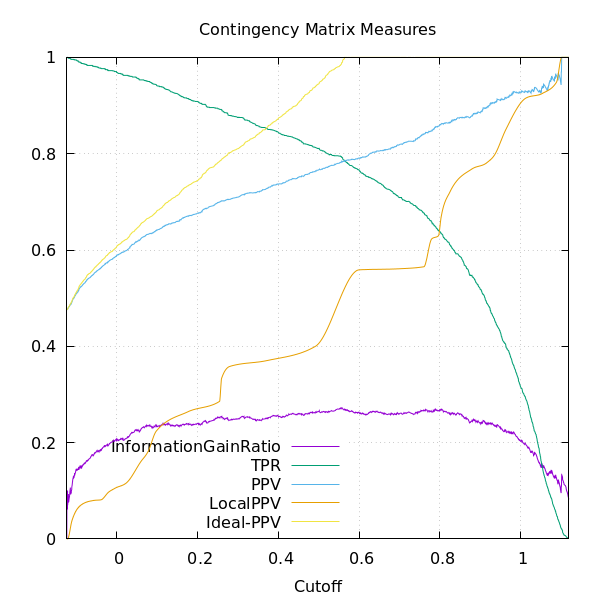 Contingency Matrix Measures
1
0.8
0.6
0.4
0.2
0
InformationGainRatio
TPR
PPV
LocalPPV
Ideal-PPV
0 0.2 0.4 0.6 0.8 1
Cutoff